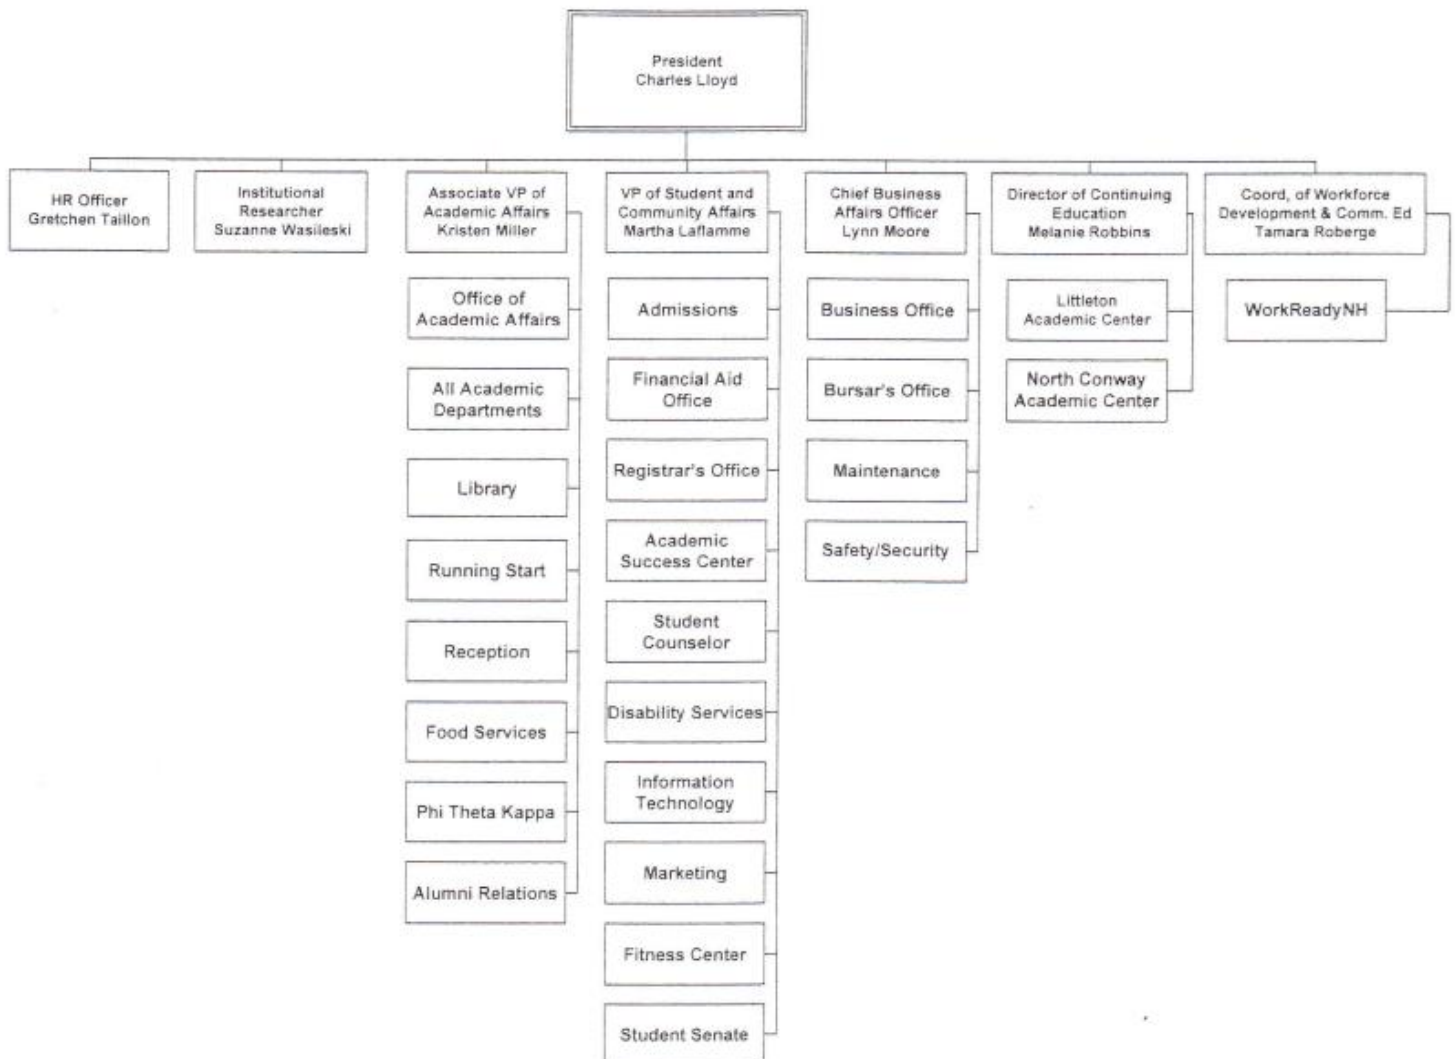 President
Charles Lloyd
HR Officer
Gretchen Taillon
Institutional
Researcher
Suzanne Wasileski
Associate VP of
Academic Affairs
Kristen Miller
VP of Student and
Community Affairs
Martha Laflamme
Chief Business
Affairs Officer
Lynn Moore
Director of Continuing
Education
Melanie Robbins
Coord, of Workforce
Development & Comm. Ed
Tamara Roberge
Office of
Academic Affairs
All Academic
Departments
Library
Running Start
Reception
Food Services
Phi Theta Kappa
Alumni Relations
Admissions
Financial Aid
Office
Registrar's Office
Academic
Success Center
Student
Counselor
Disability Services
Information
Technology
Marketing
Fitness Center
Student Senate
Business Office
Bursar's Office
Maintenance
Safety/Security
Littleton
Academic Center
North Conway
Academic Center
WorkReadyNH